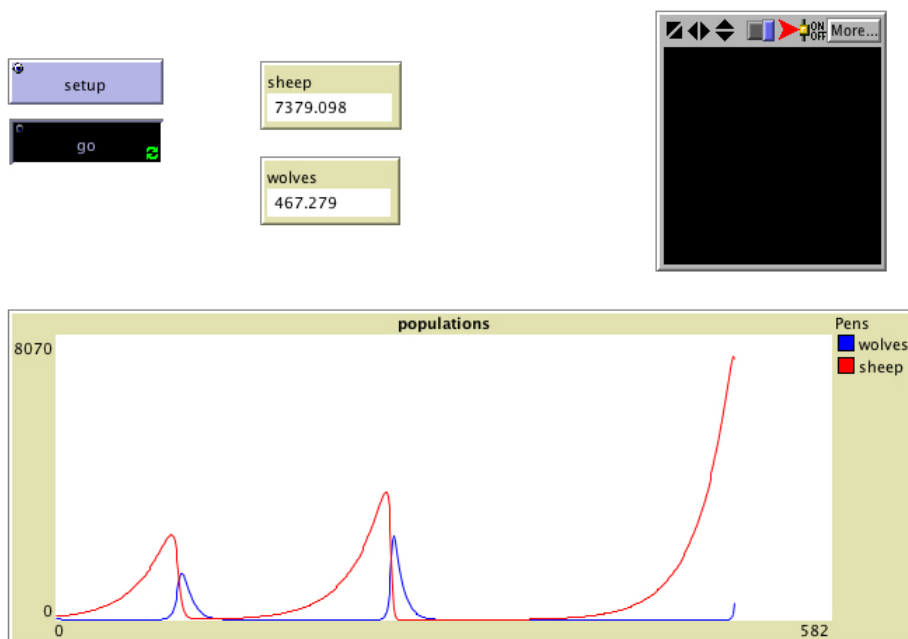 setup
go
sheep
7379.098
wolves
467.279
ON
OFF
More...
populations
8070
0
0
582
Pens
wolves
sheep